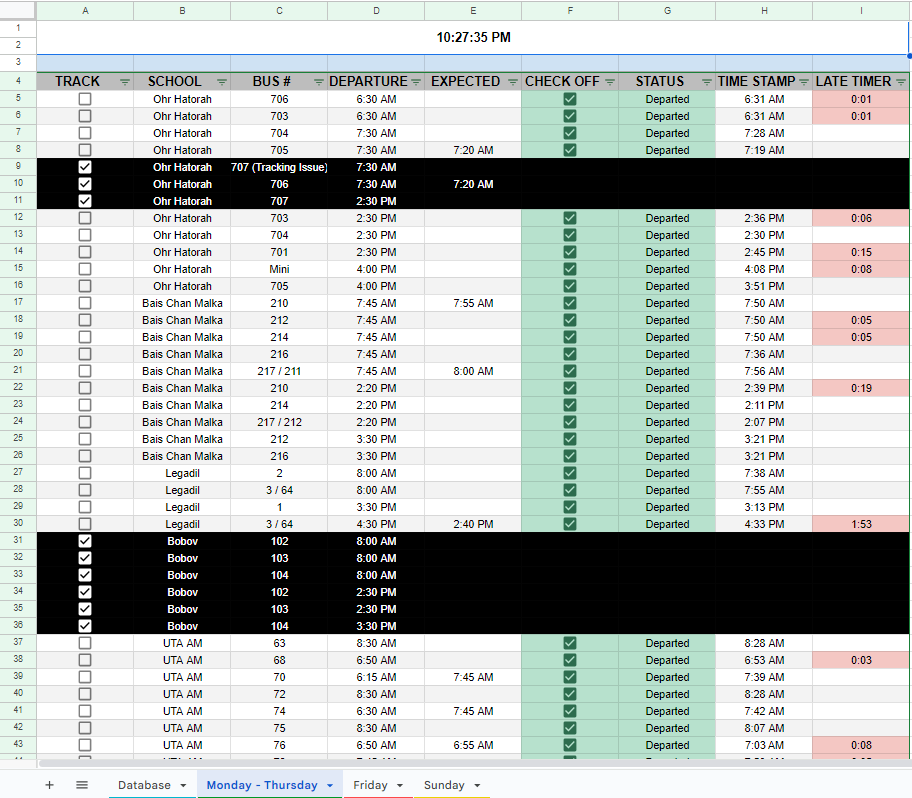 A B C D E F G H I
1 10:27:35 PM
2
3
4 TRACK SCHOOL BUS # DEPARTURE EXPECTED CHECK OFF STATUS TIME STAMP LATE TIMER
5 Ohr Hatorah 706 6:30 AM Departed 6:31 AM 0:01
6 Ohr Hatorah 703 6:30 AM Departed 6:31 AM 0:01
7 Ohr Hatorah 704 7:30 AM Departed 7:28 AM
8 Ohr Hatorah 705 7:30 AM 7:20 AM Departed 7:19 AM
9 Ohr Hatorah 707 (Tracking Issue) 7:30 AM
10 Ohr Hatorah 706 7:30 AM 7:20 AM
11 Ohr Hatorah 707 2:30 PM
12 Ohr Hatorah 703 2:30 PM Departed 2:36 PM 0:06
13 Ohr Hatorah 704 2:30 PM Departed 2:30 PM
14 Ohr Hatorah 701 2:30 PM Departed 2:45 PM 0:15
15 Ohr Hatorah Mini 4:00 PM Departed 4:08 PM 0:08
16 Ohr Hatorah 705 4:00 PM Departed 3:51 PM
17 Bais Chan Malka 210 7:45 AM 7:55 AM Departed 7:50 AM
18 Bais Chan Malka 212 7:45 AM Departed 7:50 AM 0:05
19 Bais Chan Malka 214 7:45 AM Departed 7:50 AM 0:05
20 Bais Chan Malka 216 7:45 AM Departed 7:36 AM
21 Bais Chan Malka 217 / 211 7:45 AM 8:00 AM Departed 7:56 AM
22 Bais Chan Malka 210 2:20 PM Departed 2:39 PM 0:19
23 Bais Chan Malka 214 2:20 PM Departed 2:11 PM
24 Bais Chan Malka 217 / 212 2:20 PM Departed 2:07 PM
25 Bais Chan Malka 212 3:30 PM Departed 3:21 PM
26 Bais Chan Malka 216 3:30 PM Departed 3:21 PM
27 Legadil 2 8:00 AM Departed 7:38 AM
28 Legadil 3 / 64 8:00 AM Departed 7:55 AM
29 Legadil 1 3:30 PM Departed 3:13 PM
30 Legadil 3 / 64 4:30 PM 2:40 PM Departed 4:33 PM 1:53
31 Bobov 102 8:00 AM
32 Bobov 103 8:00 AM
33 Bobov 104 8:00 AM
34 Bobov 102 2:30 PM
35 Bobov 103 2:30 PM
36 Bobov 104 3:30 PM
37 UTA AM 63 8:30 AM Departed 8:28 AM
38 UTA AM 68 6:50 AM Departed 6:53 AM 0:03
39 UTA AM 70 6:15 AM 7:45 AM Departed 7:39 AM
40 UTA AM 72 8:30 AM Departed 8:28 AM
41 UTA AM 74 6:30 AM 7:45 AM Departed 7:42 AM
42 UTA AM 75 8:30 AM Departed 8:07 AM
43 UTA AM 76 6:50 AM 6:55 AM Departed 7:03 AM 0:08
Database Monday - Thursday Friday Sunday